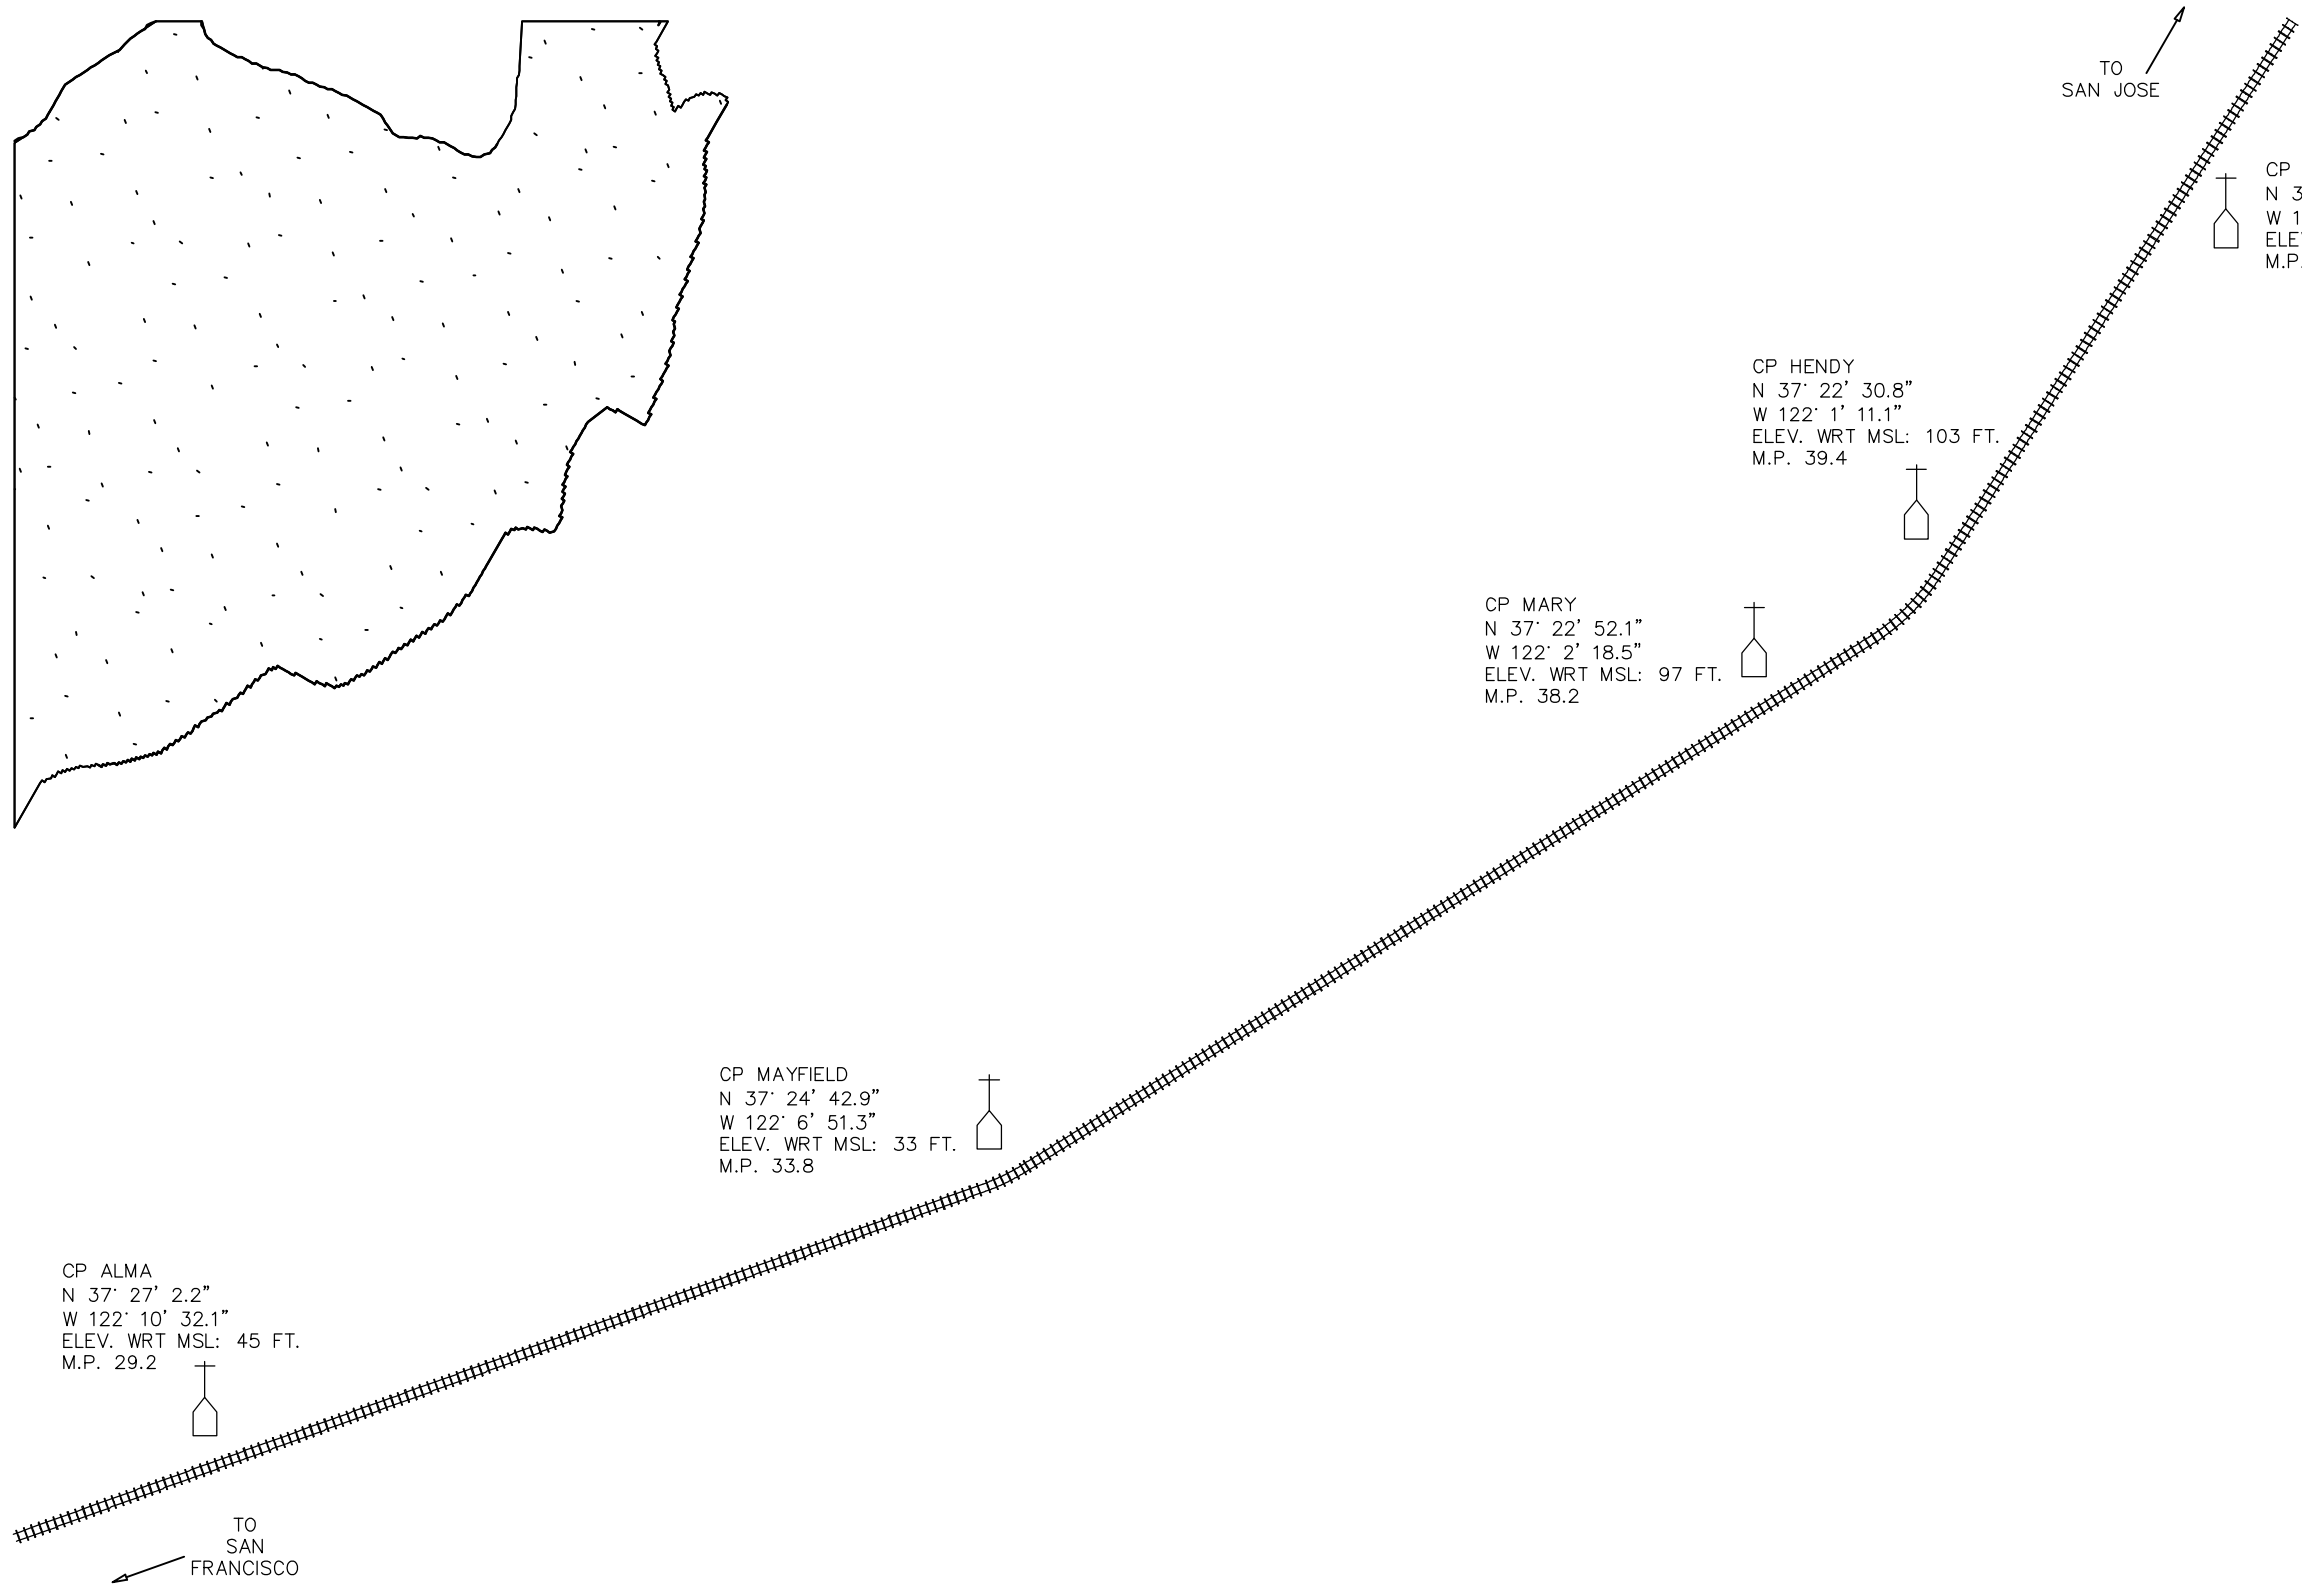 TO
SAN JOSE
CP
N 3
W 1
M.P.
CP HENDY
N 37° 22' 30.8"
W 122° 1' 11.1"
ELEV. WRT MSL: 103 FT.
M.P. 39.4
CP MARY
N 37° 22' 52.1"
W 122° 2' 18.5"
ELEV. WRT MSL: 97 FT.
M.P. 38.2
CP MAYFIELD
N 37° 24' 42.9"
W 122° 6' 51.3"
ELEV. WRT MSL: 33 FT.
M.P. 33.8
CP ALMA
N 37° 27' 2.2"
W 122° 10' 32.1"
ELEV. WRT MSL: 45 FT.
M.P. 29.2
TO
SAN
FRANCISCO